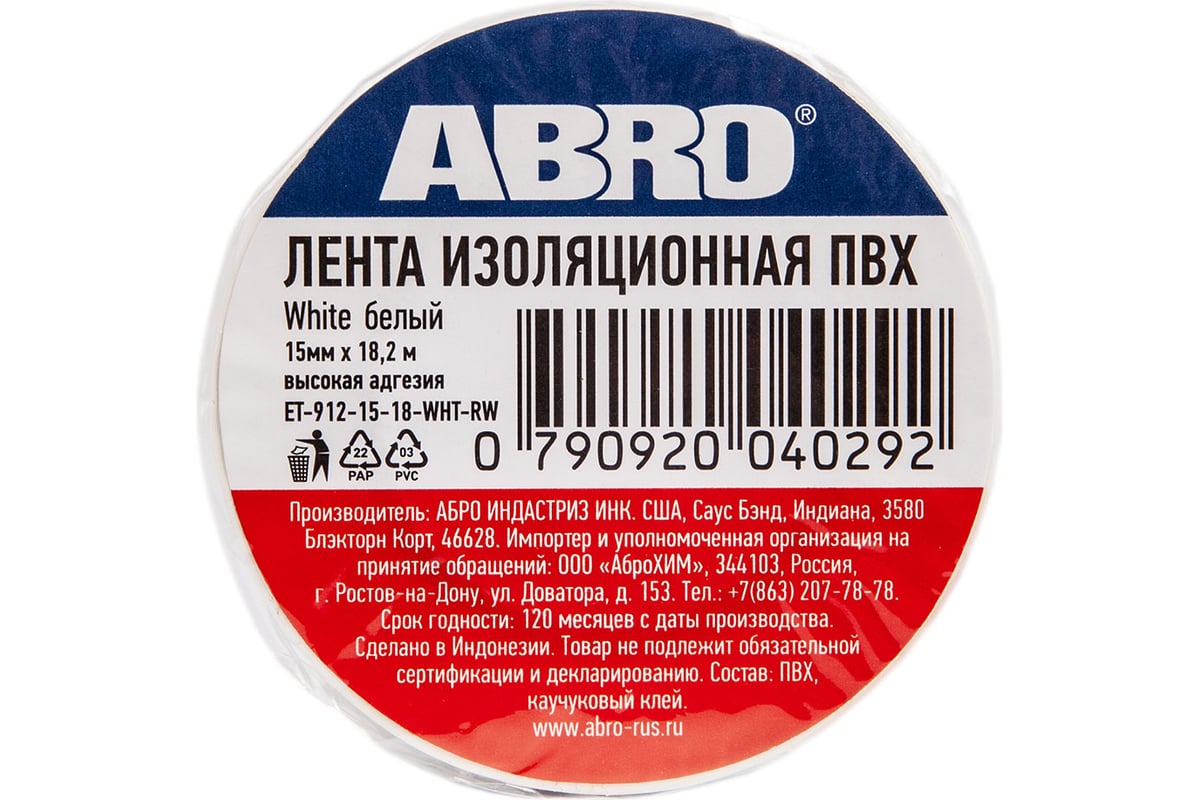 ABRO®
ЛЕНТА ИЗОЛЯЦИОННАЯ ПВХ
White белый
15мм х 18,2 м
высокая адгезия
ET-912-15-18-WHT-RW
22
PAP
03
PVC
0 790920 040292
Производитель: АБРО ИНДАСТРИЗ ИНК. США, Саус Бэнд, Индиана, 3580
Блэкторн Корт, 46628. Импортер и уполномоченная организация на
принятие обращений: ООО «АброХИМ», 344103, Россия,
г. Ростов-на-Дону, ул. Доватора, д. 153. Тел.: +7(863) 207-78-78.
Срок годности: 120 месяцев с даты производства.
Сделано в Индонезии. Товар не подлежит обязательной
сертификации и декларированию. Состав: ПВХ,
каучуковый клей.
www.abro-rus.ru